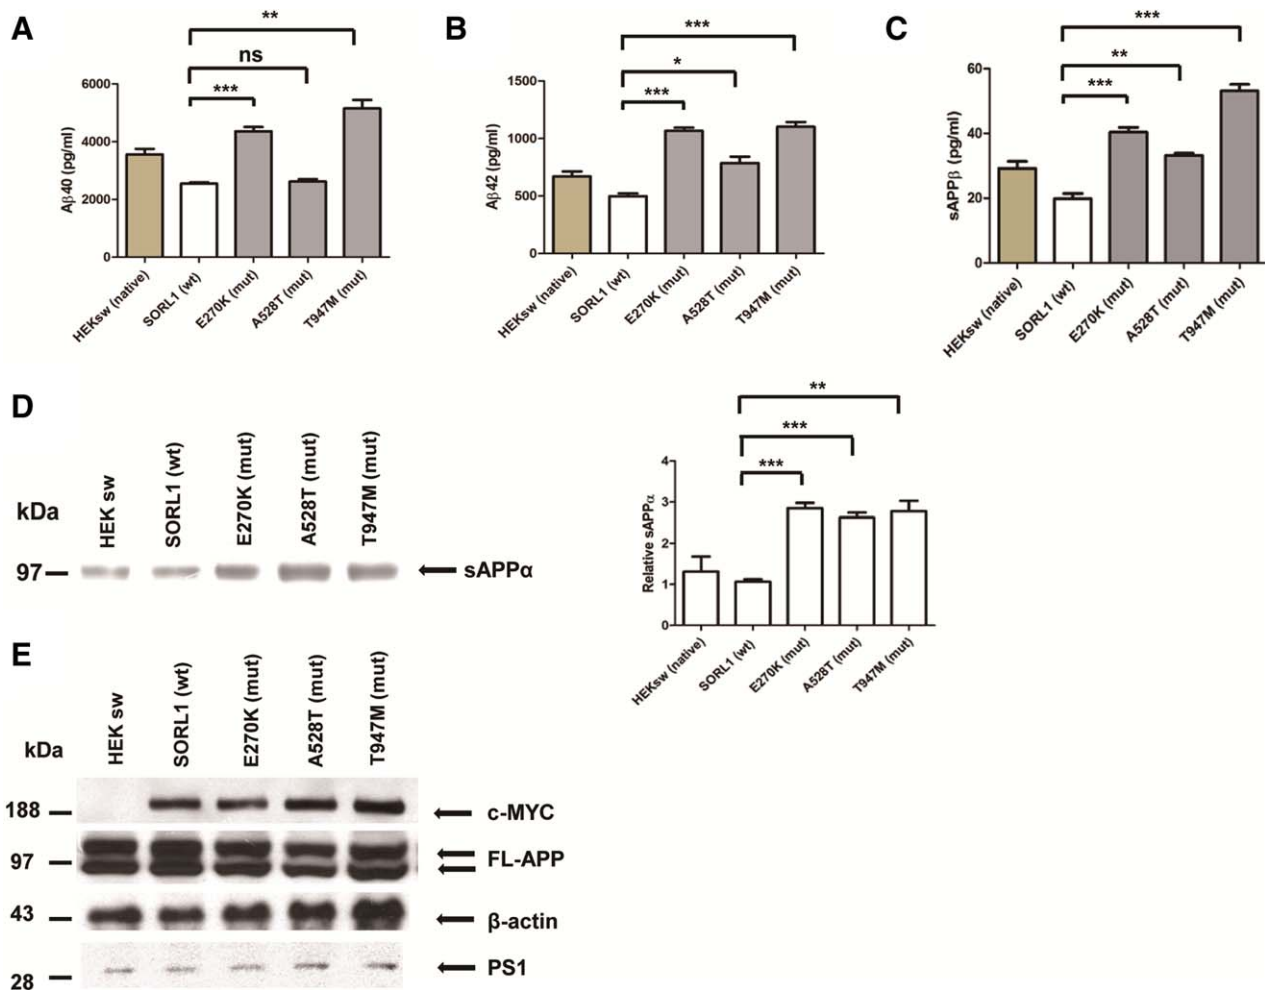 A
**
ns
***
6000
4000
2000
0
Aβ40 (pg/ml)
HEKsw (native)
SORL1 (wt)
E270K (mut)
A528T (mut)
T947M (mut)
B
***
*
***
1500
1000
500
0
Aβ42 (pg/ml)
HEKsw (native)
SORL1 (wt)
E270K (mut)
A528T (mut)
T947M (mut)
C
***
**
***
60
40
20
0
sAPPβ (pg/ml)
HEKsw (native)
SORL1 (wt)
E270K (mut)
A528T (mut)
T947M (mut)
D
kDa
HEK sw
SORL1 (wt)
E270K (mut)
A528T (mut)
T947M (mut)
97
sAPPα
**
***
***
4
3
2
1
0
Relative sAPPα
HEKsw (native)
SORL1 (wt)
E270K (mut)
A528T (mut)
T947M (mut)
E
kDa
HEK sw
SORL1 (wt)
E270K (mut)
A528T (mut)
T947M (mut)
188
c-MYC
97
FL-APP
43
β-actin
28
PS1